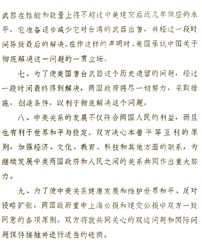 武器在性能和数量上将不超过中美建交后近几年供应的水
平，它准备逐步减少它对台湾的武器出售，并经过一段时
间导致最后的解决。在作这样的声明时，美国承认中国关于
彻底解决这一问题的一贯立场。
七、为了使美国售台武器这个历史遗留的问题，经过
一段时间最终得到解决，两国政府将尽一切努力，采取措
施，创造条件，以利于彻底解决这个问题。
八、中美关系的发展不仅符合两国人民的利益，而且
也有利于世界和平与稳定。双方决心本着平等互利的原
则，加强经济、文化、教育、科技和其他方面的联系，为
继续发展中美两国政府和人民之间的关系共同作出重大努
力。
九、为了使中美关系健康发展和维护世界和平、反对
侵略扩张，两国政府重申上海公报和建交公报中双方一致
同意的各项原则。双方将就共同关心的双边问题和国际问
题保持接触并进行适当的磋商。